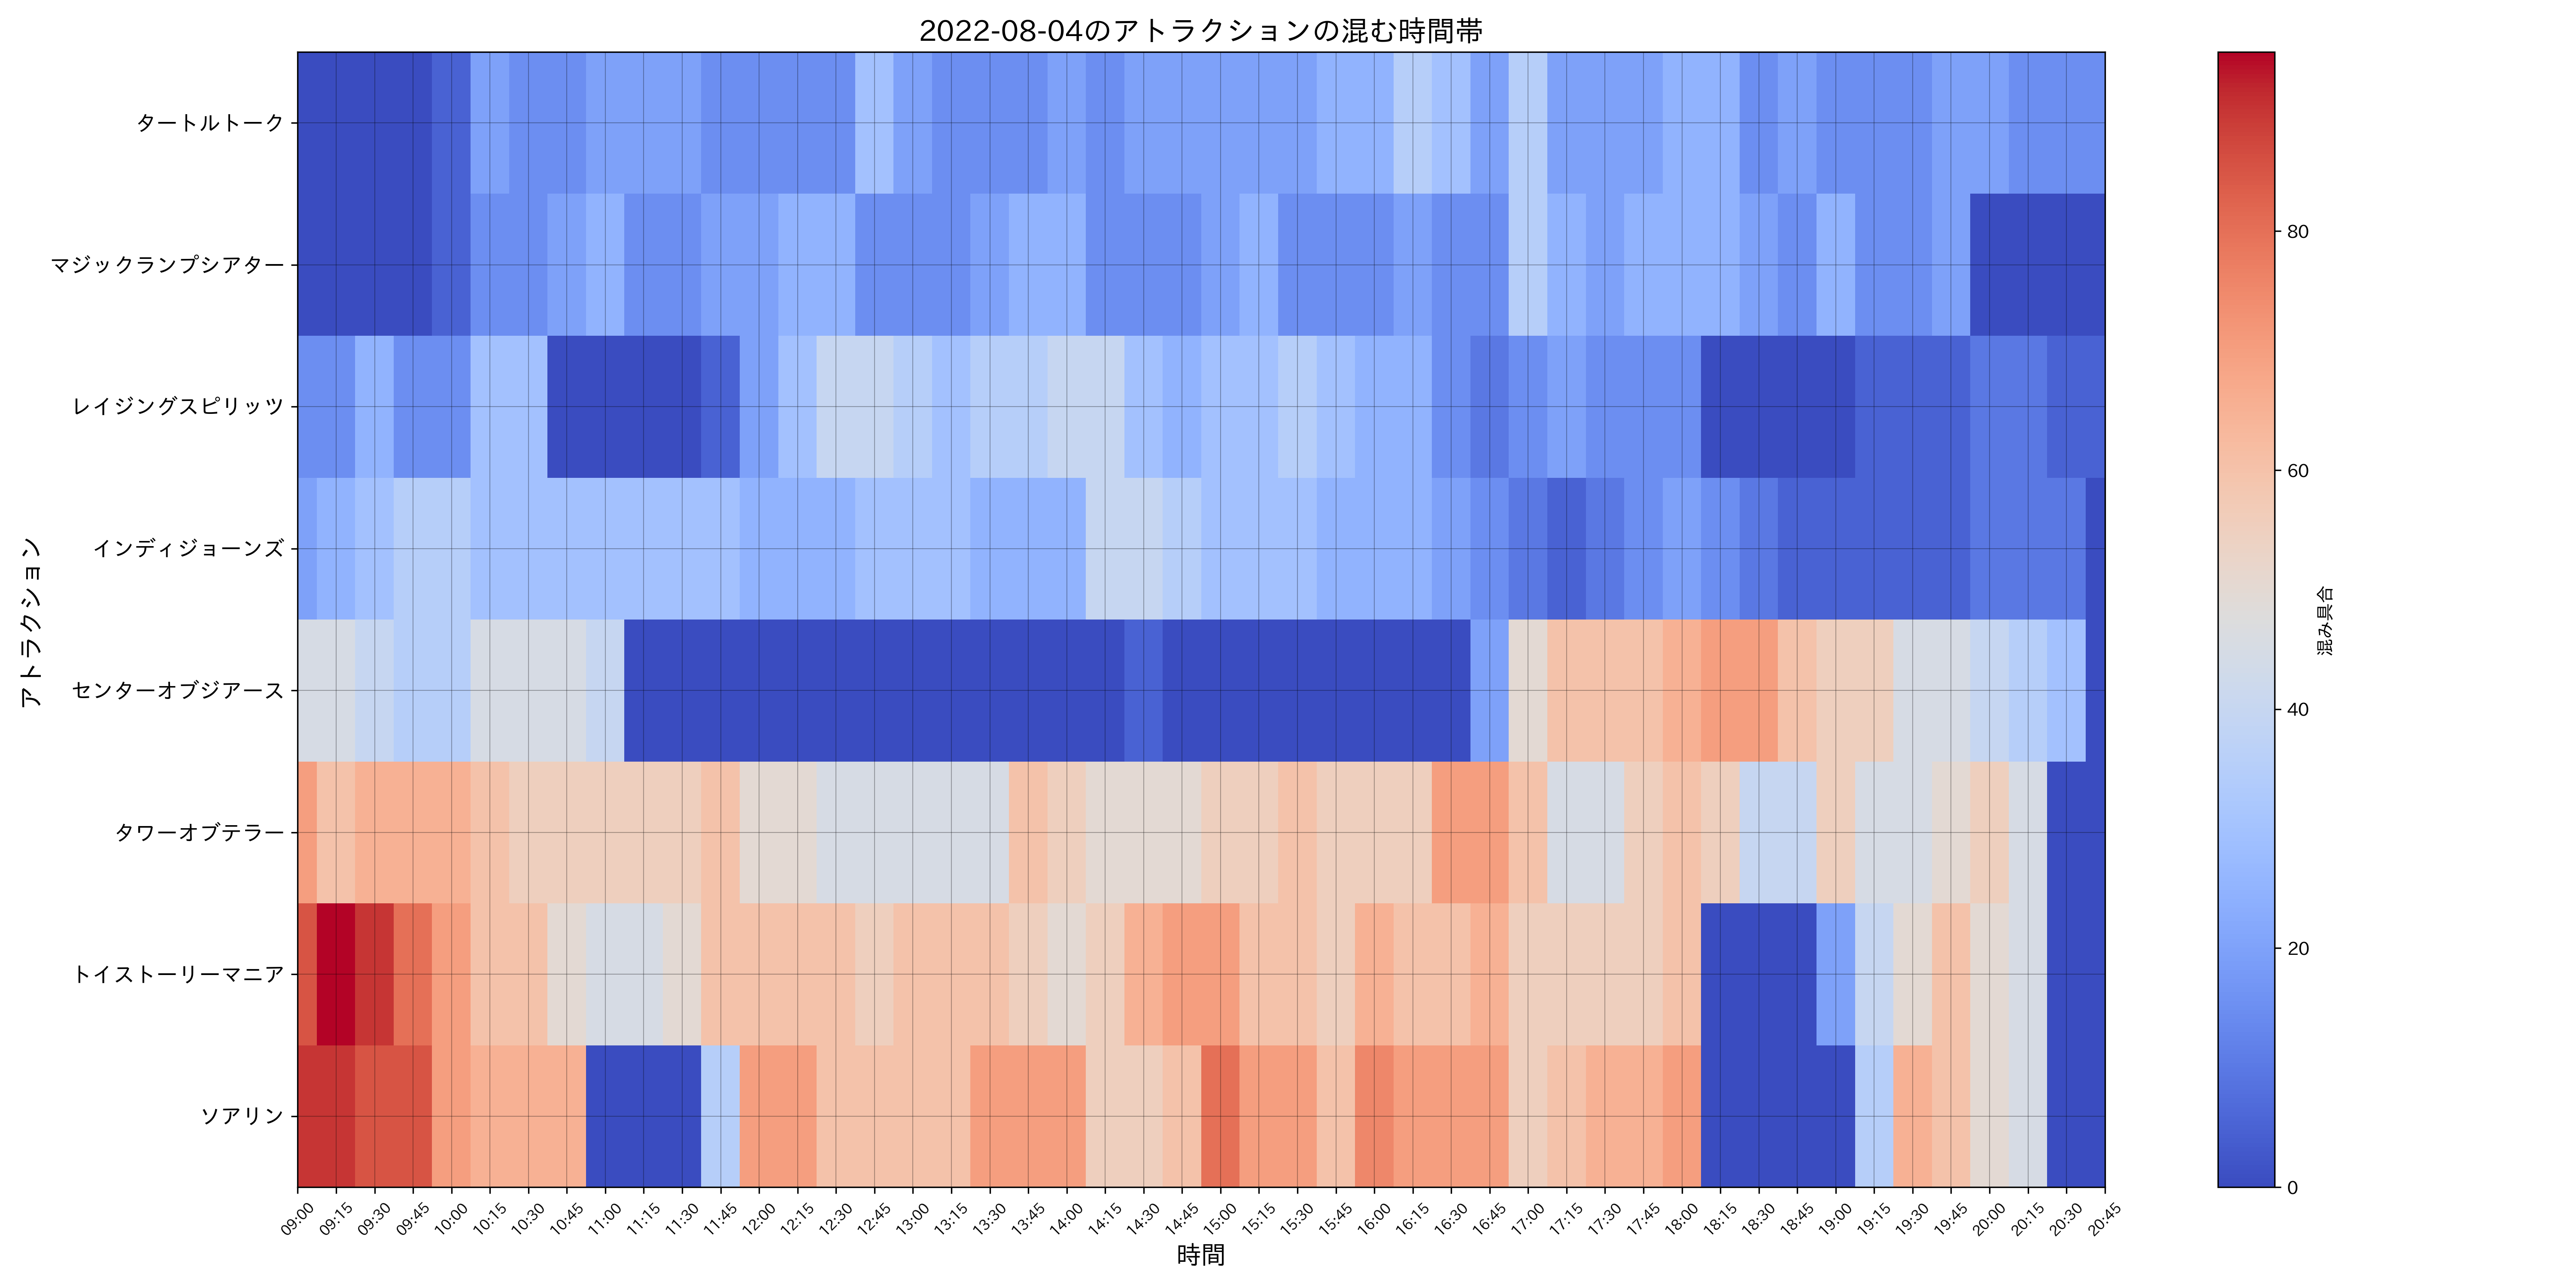 2022-08-04のアトラクションの混む時間帯
アトラクション
タートルトーク
マジックランプシアター
レイジングスピリッツ
インディジョーンズ
センターオブジアース
タワーオブテラー
トイストーリーマニア
ソアリン
09:00 09:15 09:30 09:45 10:00 10:15 10:30 10:45 11:00 11:15 11:30 11:45 12:00 12:15 12:30 12:45 13:00 13:15 13:30 13:45 14:00 14:15 14:30 14:45 15:00 15:15 15:30 15:45 16:00 16:15 16:30 16:45 17:00 17:15 17:30 17:45 18:00 18:15 18:30 18:45 19:00 19:15 19:30 19:45 20:00 20:15 20:30 20:45
時間
80
60
40
20
0
混み具合